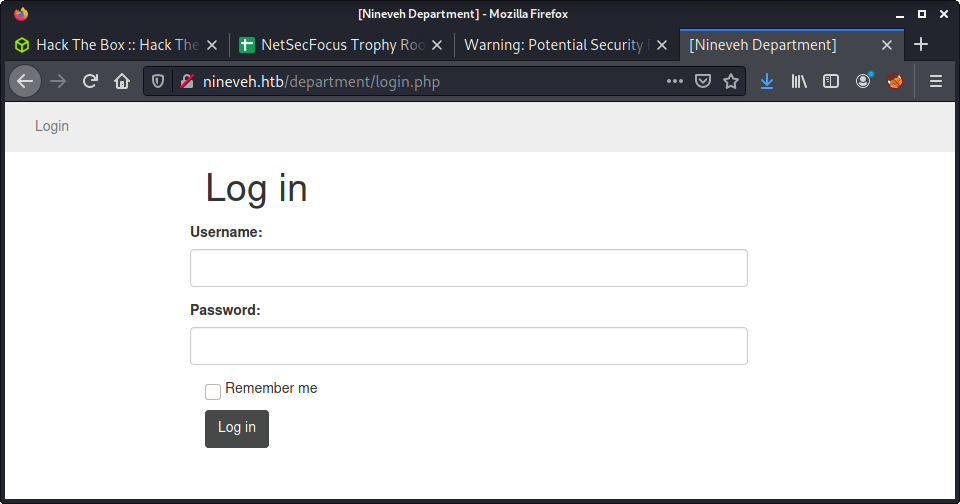 [Nineveh Department] - Mozilla Firefox
Hack The Box :: Hack The
NetSecFocus Trophy Roo
Warning: Potential Security
[Nineveh Department]
nineveh.htb/department/login.php
Login
Log in
Username:
Password:
Remember me
Log in